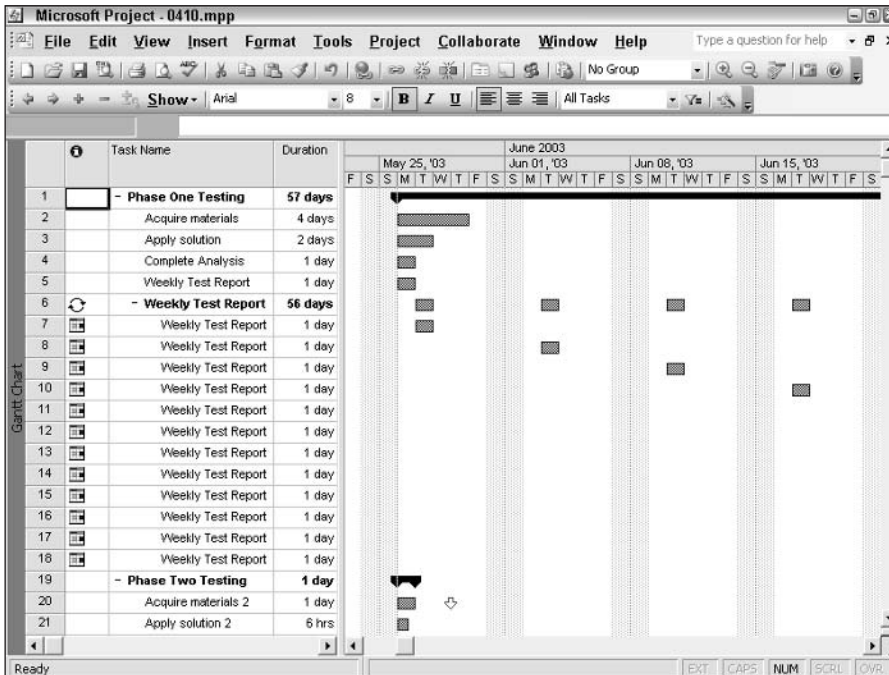 Microsoft Project - 0410.mpp
File Edit View Insert Format Tools Project Collaborate Window Help Type a question for help
No Group
Show Arial 8 B I U All Tasks
Task Name Duration
June 2003
May 25, '03 Jun 01, '03 Jun 08, '03 Jun 15, '03
F S S M T W T F S S M T W T F S S M T W T F S S M T W T F S
1 - Phase One Testing 57 days
2 Acquire materials 4 days
3 Apply solution 2 days
4 Complete Analysis 1 day
5 Weekly Test Report 1 day
6 - Weekly Test Report 56 days
7 Weekly Test Report 1 day
8 Weekly Test Report 1 day
9 Weekly Test Report 1 day
10 Weekly Test Report 1 day
11 Weekly Test Report 1 day
12 Weekly Test Report 1 day
13 Weekly Test Report 1 day
14 Weekly Test Report 1 day
15 Weekly Test Report 1 day
16 Weekly Test Report 1 day
17 Weekly Test Report 1 day
18 Weekly Test Report 1 day
19 - Phase Two Testing 1 day
20 Acquire materials 2 1 day
21 Apply solution 2 6 hrs
Gantt Chart
Ready EXT CAPS NUM SCRL OVR